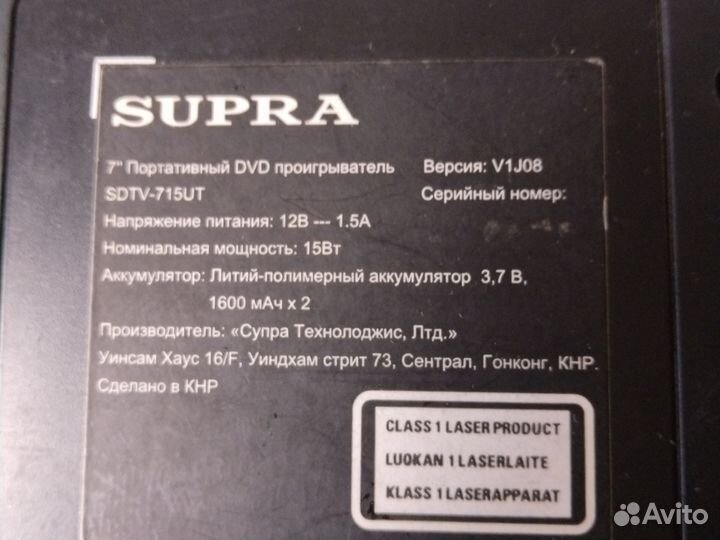 SUPRA
7" Портативный DVD проигрыватель Версия: V1J08
SDTV-715UT Серийный номер:
Напряжение питания: 12В --- 1.5А
Номинальная мощность: 15Вт
Аккумулятор: Литий-полимерный аккумулятор 3,7 В,
1600 мАч x 2
Производитель: «Супра Технолоджис, Лтд.»
Уинсам Хаус 16/F, Уиндхам стрит 73, Сентрал, Гонконг, КНР.
Сделано в КНР
CLASS 1 LASER PRODUCT
LUOKAN 1 LASERLAITE
KLASS 1 LASERAPPARAT
Avito